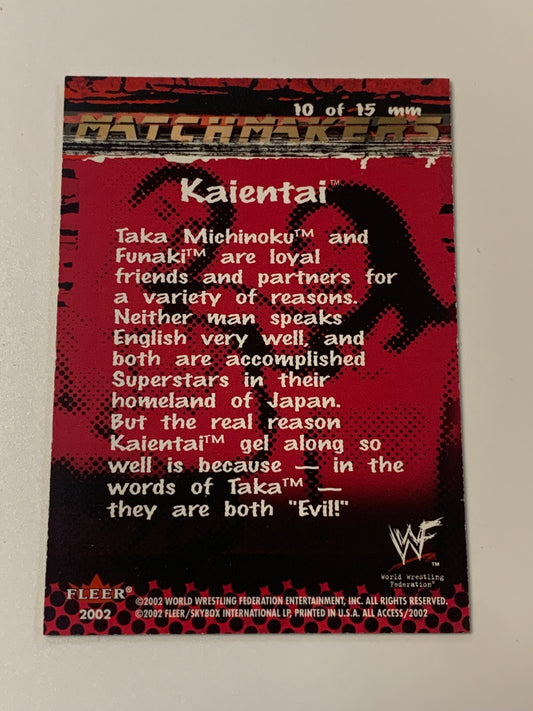 10 of 15 mm
MATCHMAKERS
Kaientai™
Taka Michinoku™ and
Funaki™ are loyal
friends and partners for
a variety of reasons.
Neither man speaks
English very well, and
both are accomplished
Superstars in their
homeland of Japan.
But the real reason
Kaientai™ gel along so
well is because — in the
words of Taka™ —
they are both "Evil!"
WF™
World Wrestling
Federation®
FLEER®
2002
©2002 WORLD WRESTLING FEDERATION ENTERTAINMENT, INC. ALL RIGHTS RESERVED.
©2002 FLEER/SKYBOX INTERNATIONAL LP, PRINTED IN U.S.A. ALL ACCESS/2002